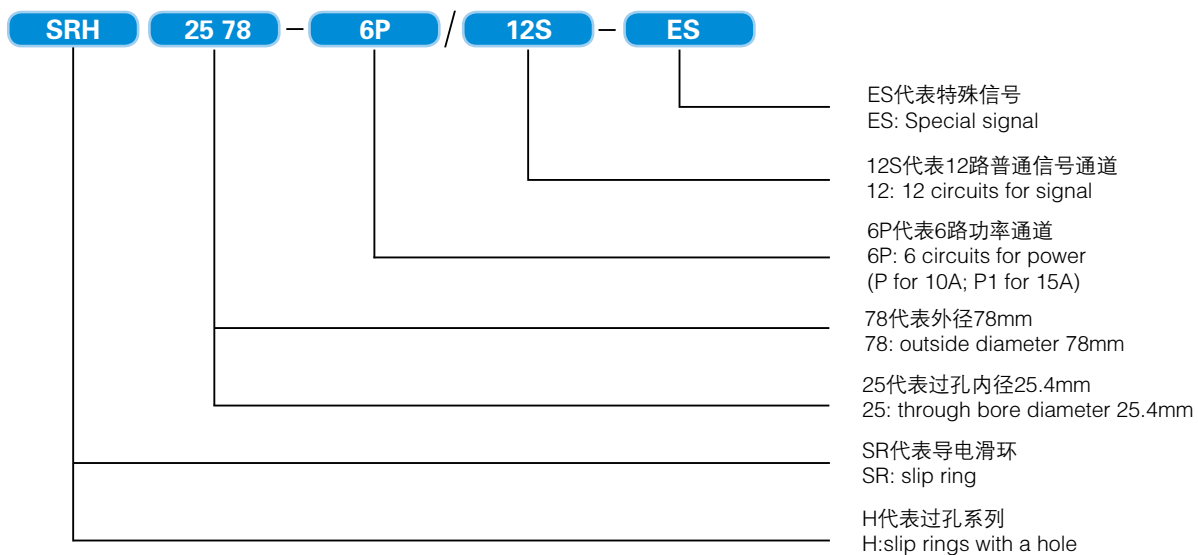 SRH 25 78 – 6P / 12S – ES
ES代表特殊信号
ES: Special signal
12S代表12路普通信号通道
12: 12 circuits for signal
6P代表6路功率通道
6P: 6 circuits for power
(P for 10A; P1 for 15A)
78代表外径78mm
78: outside diameter 78mm
25代表过孔内径25.4mm
25: through bore diameter 25.4mm
SR代表导电滑环
SR: slip ring
H代表过孔系列
H:slip rings with a hole